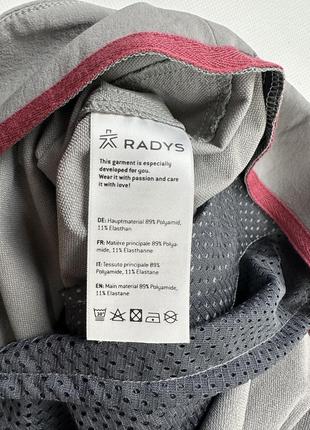 RADYS
This garment is especially
developed for you.
Wear it with passion and care
it with love!
DE: Hauptmaterial 89% Polyamid,
11% Elasthan
FR: Matière principale 89% Polya-
mide, 11% Elasthanne
IT: Tessuto principale 89%
Polyamide, 11% Elastane
EN: Main material 89% Polyamide,
11% Elastane
30°